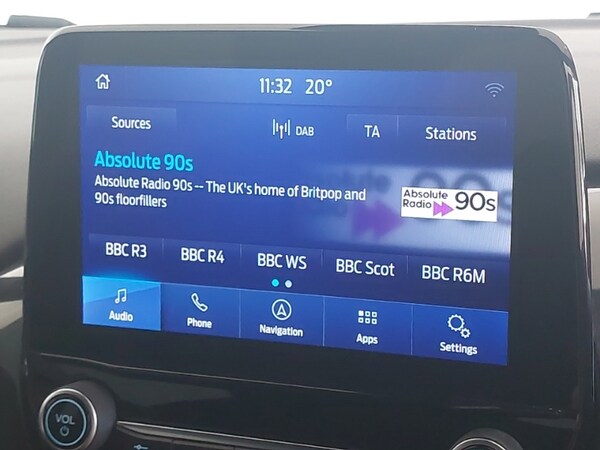 11:32 20°
Sources DAB TA Stations
Absolute 90s
Absolute Radio 90s -- The UK's home of Britpop and
90s floorfillers
Absolute
Radio 90s
BBC R3 BBC R4 BBC WS BBC Scot BBC R6M
Audio Phone Navigation Apps Settings
VOL